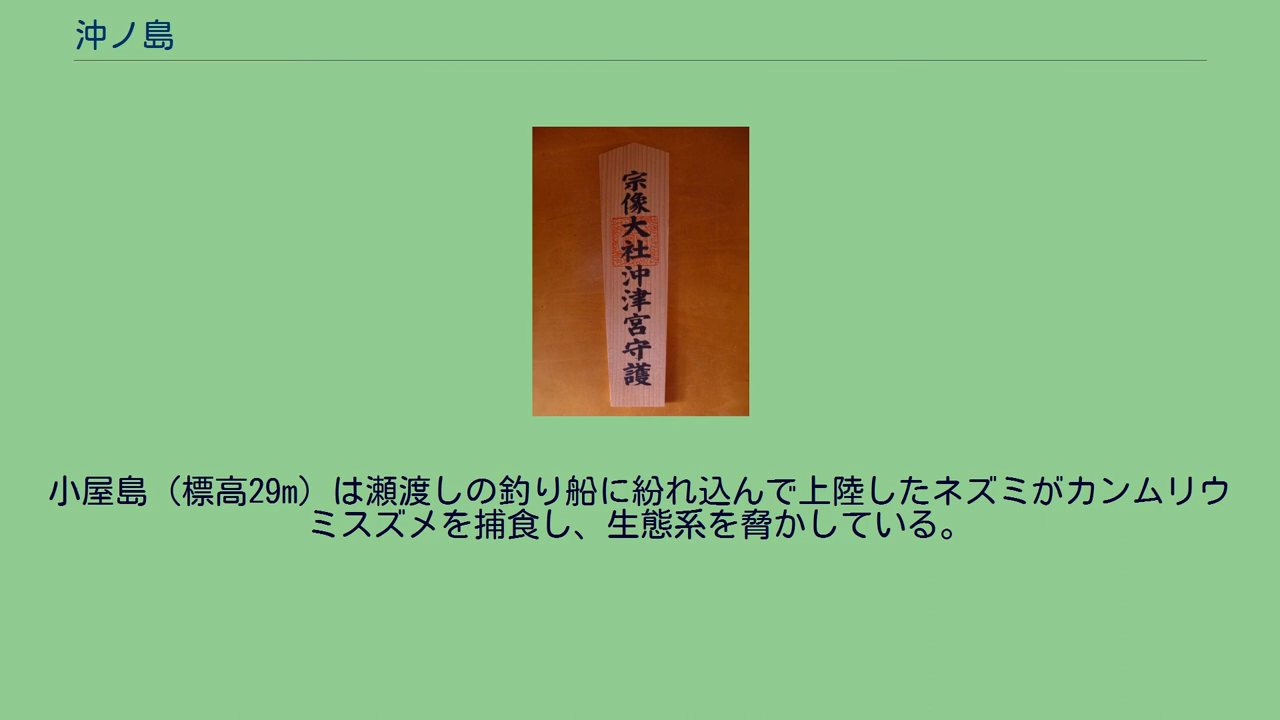 沖ノ島
宗像大社沖津宮守護
小屋島（標高29m）は瀬渡しの釣り船に紛れ込んで上陸したネズミがカンムリウ
ミスズメを捕食し、生態系を脅かしている。